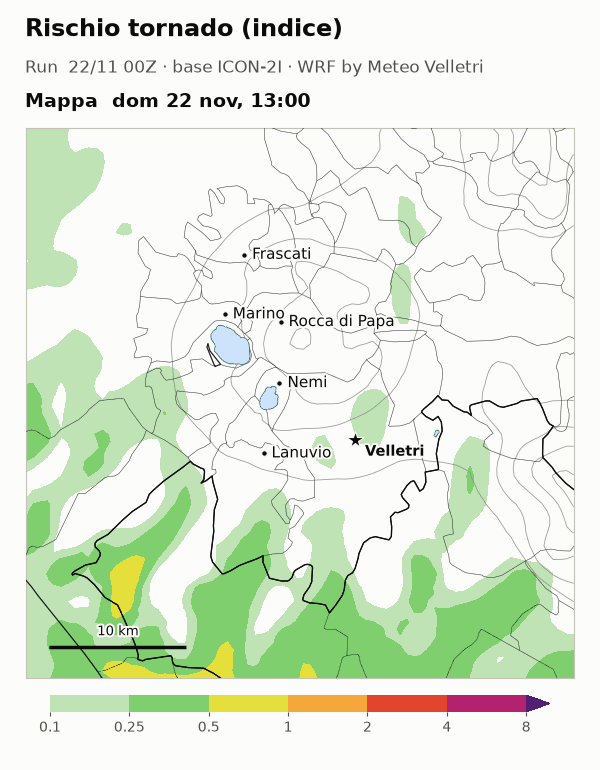 Rischio tornado (indice)
Run  22/11 00Z · base ICON-2I · WRF by Meteo Velletri
Mappa  dom 22 nov, 13:00
Frascati
Marino
Rocca di Papa
Nemi
Velletri
Lanuvio
10 km
0.1 0.25 0.5 1 2 4 8